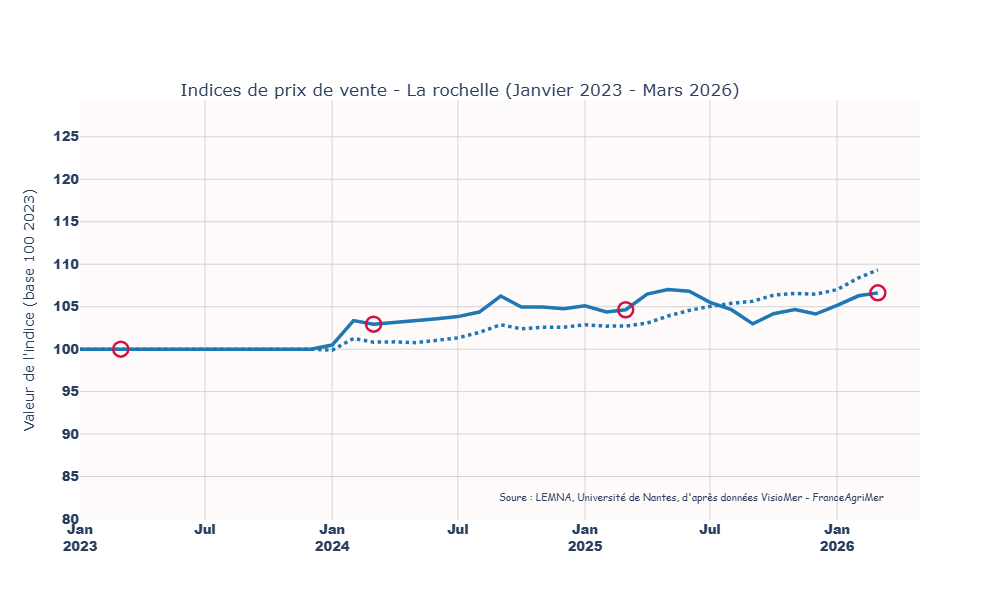 Indices de prix de vente - La rochelle (Janvier 2023 - Mars 2026)
Valeur de l'indice (base 100 2023)
125
120
115
110
105
100
95
90
85
80
Soure : LEMNA, Université de Nantes, d'après données VisioMer - FranceAgriMer
Jan Jul Jan Jul Jan Jul Jan
2023 2024 2025 2026